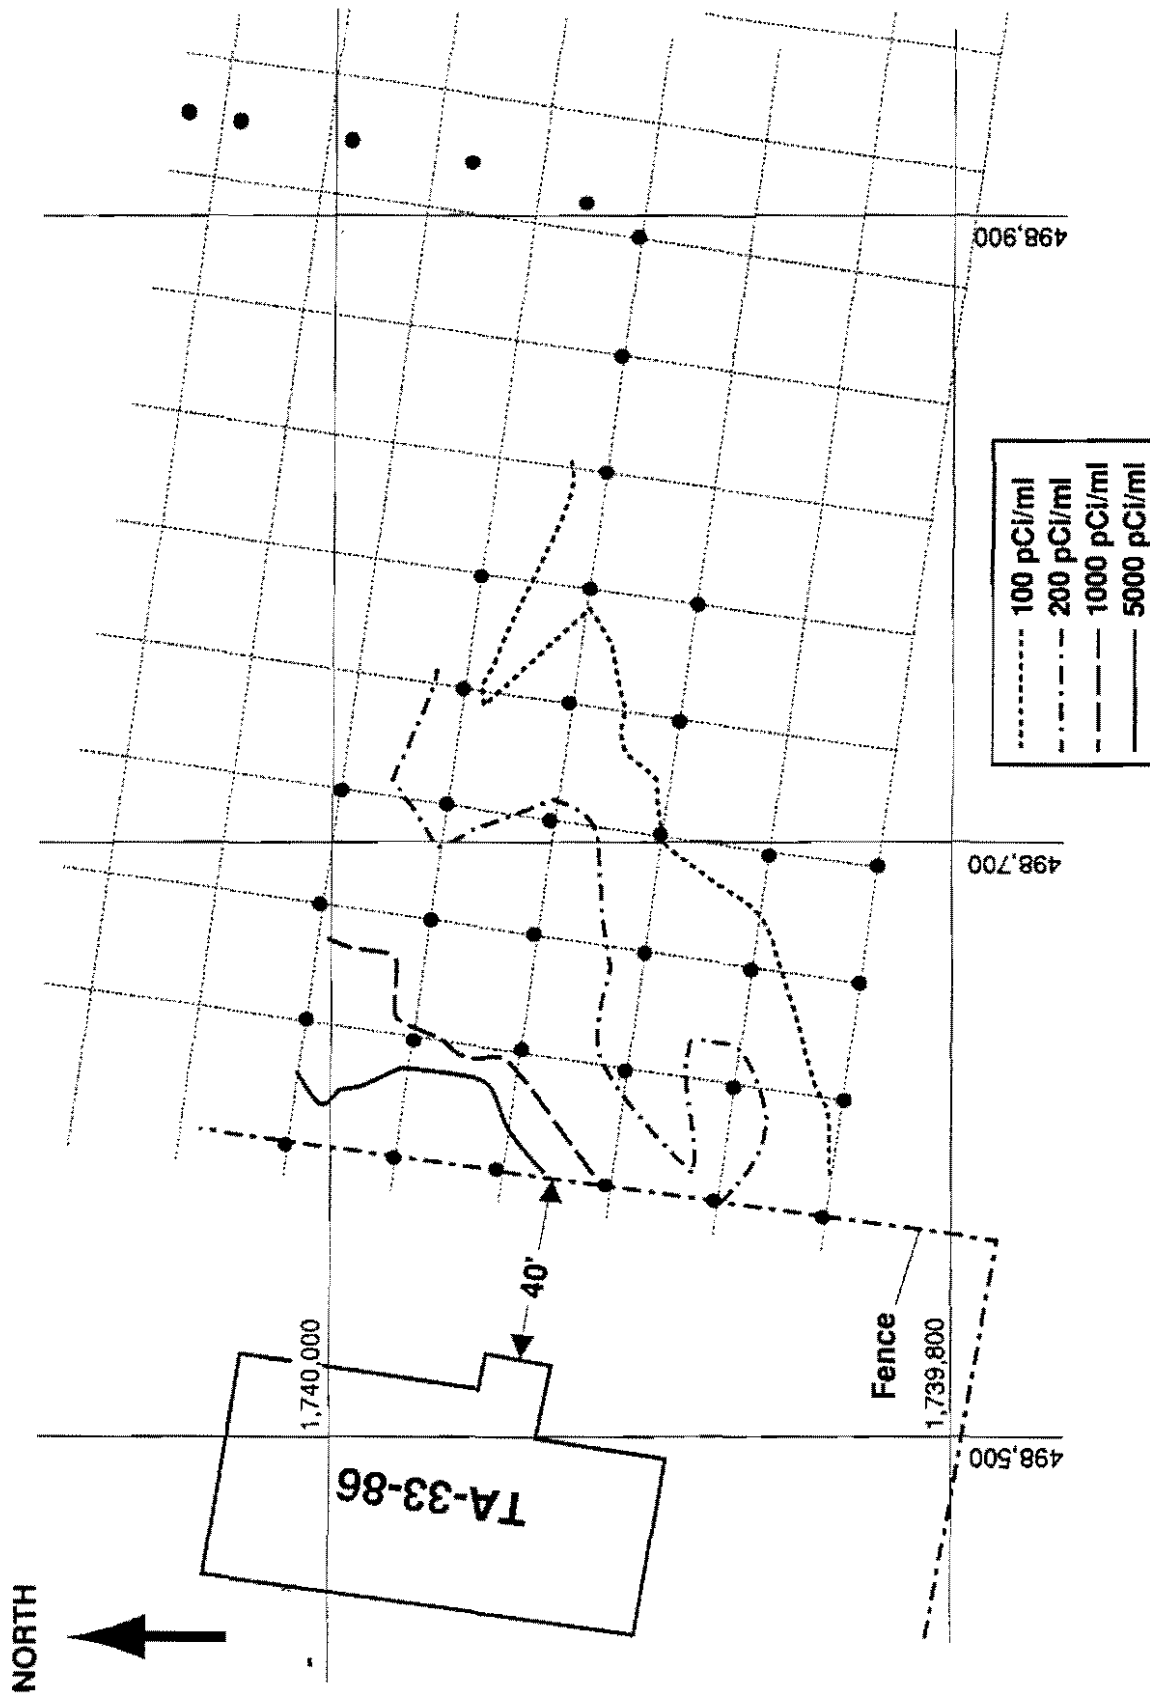 NORTH
TA-33-86
1,740,000
40'
Fence
1,739,800
498,500
498,700
498,900
100 pCi/ml
200 pCi/ml
1000 pCi/ml
5000 pCi/ml